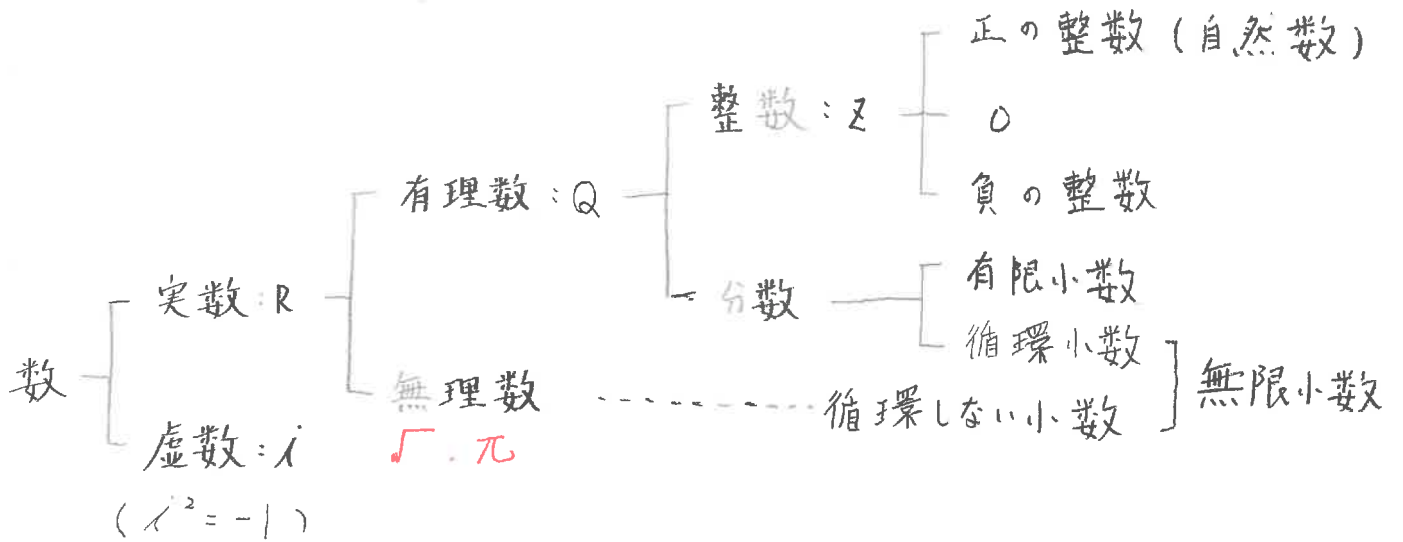 正の整数(自然数)
整数:Z
0
有理数:Q
負の整数
有限小数
実数:R
分数
循環小数
数
無理数
循環しない小数
無限小数
虚数:i
√.π
(i²=-1)